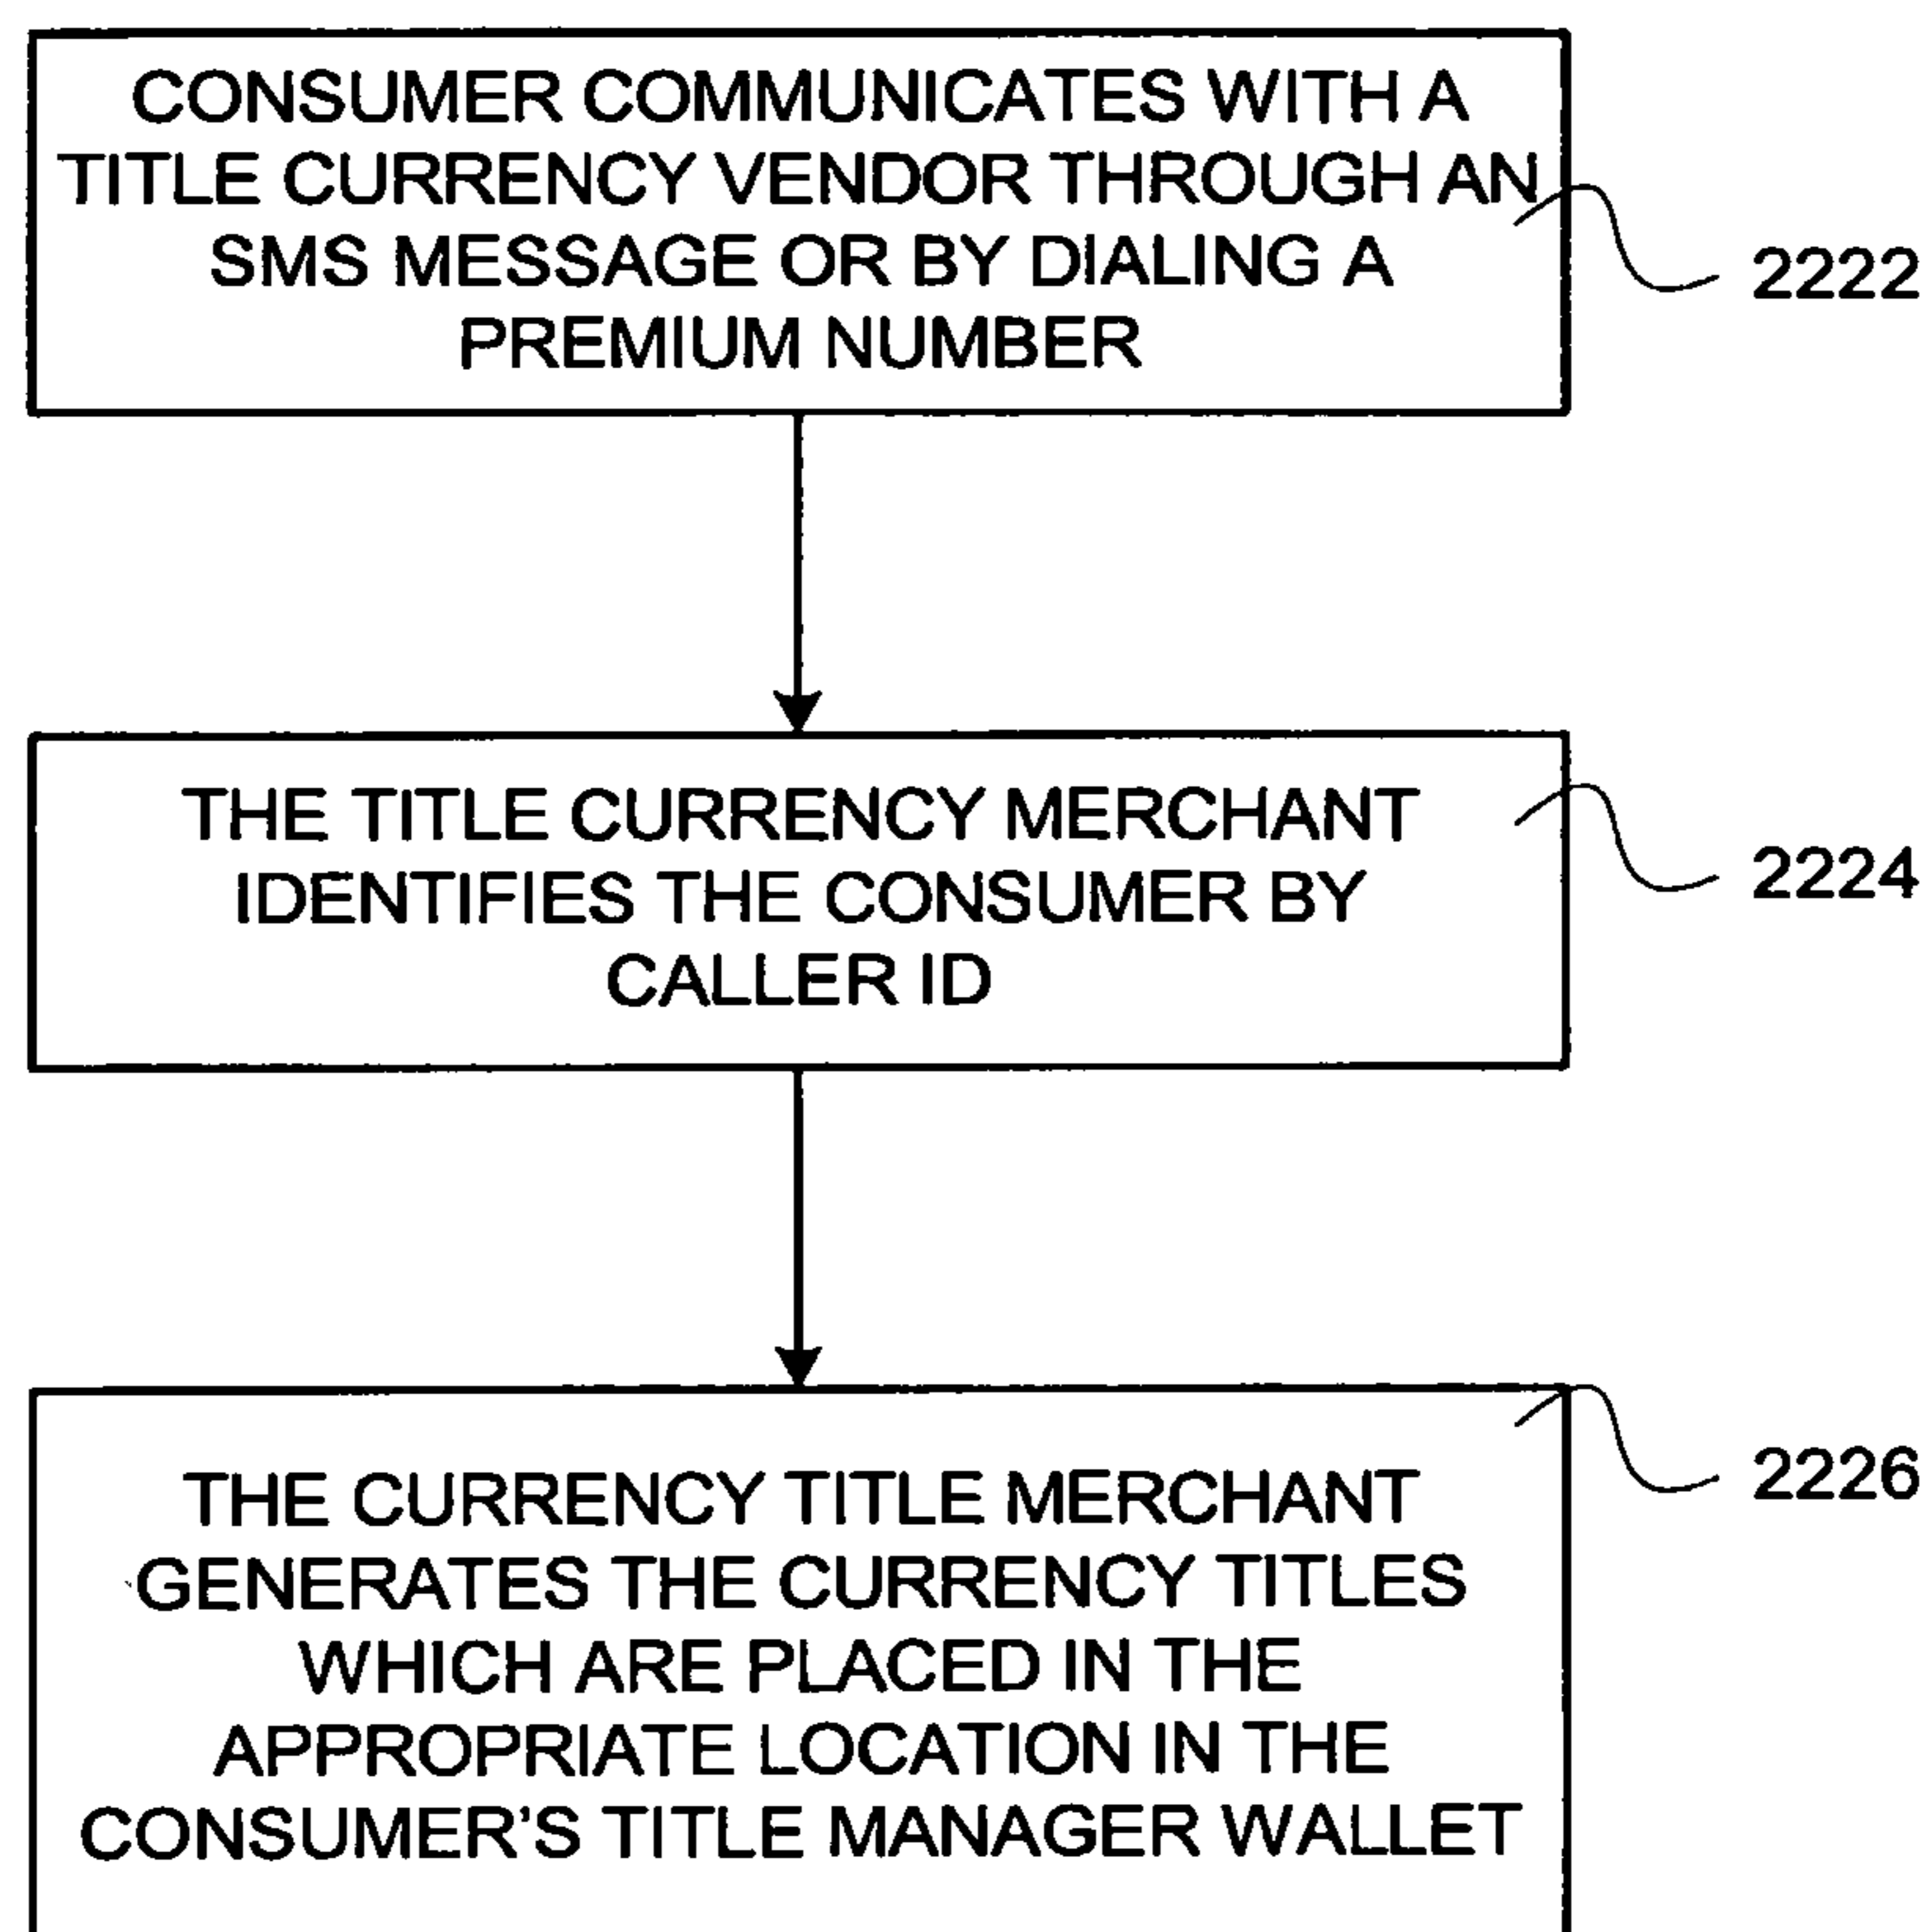 CONSUMER COMMUNICATES WITH A
TITLE CURRENCY VENDOR THROUGH AN
SMS MESSAGE OR BY DIALING A
PREMIUM NUMBER
2222
THE TITLE CURRENCY MERCHANT
IDENTIFIES THE CONSUMER BY
CALLER ID
2224
THE CURRENCY TITLE MERCHANT
GENERATES THE CURRENCY TITLES
WHICH ARE PLACED IN THE
APPROPRIATE LOCATION IN THE
CONSUMER'S TITLE MANAGER WALLET
2226